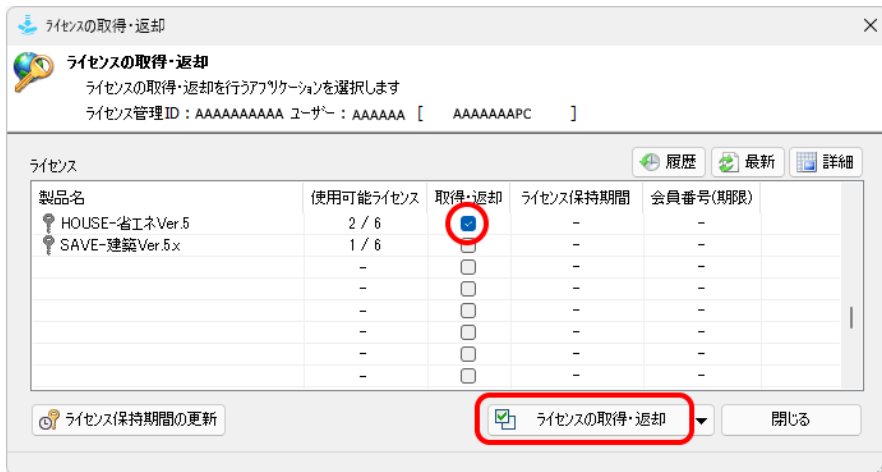 ライセンスの取得・返却
ライセンスの取得・返却
ライセンスの取得・返却を行うアプリケーションを選択します
ライセンス管理ID：AAAAAAAAAA ユーザー：AAAAAA [ AAAAAAAPC ]
ライセンス 履歴 最新 詳細
製品名 使用可能ライセンス 取得・返却 ライセンス保持期間 会員番号(期限)
HOUSE-省エネVer.5 2 / 6 - -
SAVE-建築Ver.5x 1 / 6 - -
- - -
- - -
- - -
- - -
- - -
- - -
ライセンス保持期間の更新 ライセンスの取得・返却 閉じる